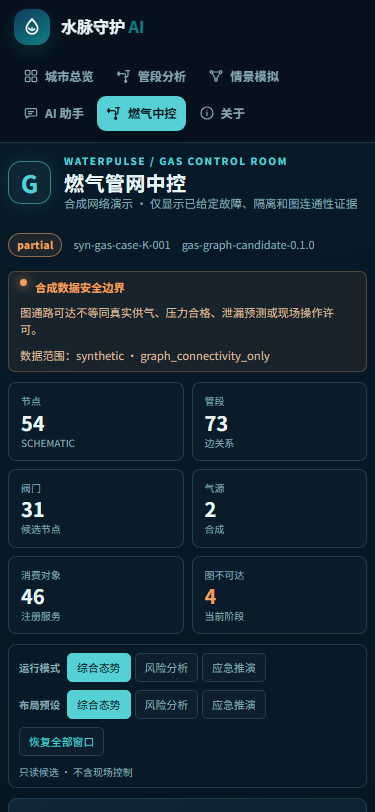 水脉守护 AI
城市总览 管段分析 情景模拟
AI 助手 燃气中控 关于
G
WATERPULSE / GAS CONTROL ROOM
燃气管网中控
合成网络演示 · 仅显示已给定故障、隔离和图连通性证据
partial syn-gas-case-K-001 gas-graph-candidate-0.1.0
合成数据安全边界
图通路可达不等同真实供气、压力合格、泄漏预测或现场操作许
可。
数据范围：synthetic · graph_connectivity_only
节点 管段
54 73
SCHEMATIC 边关系
阀门 气源
31 2
候选节点 合成
消费对象 图不可达
46 4
注册服务 当前阶段
运行模式 综合态势 风险分析 应急推演
布局预设 综合态势 风险分析 应急推演
恢复全部窗口
只读候选 · 不含现场控制